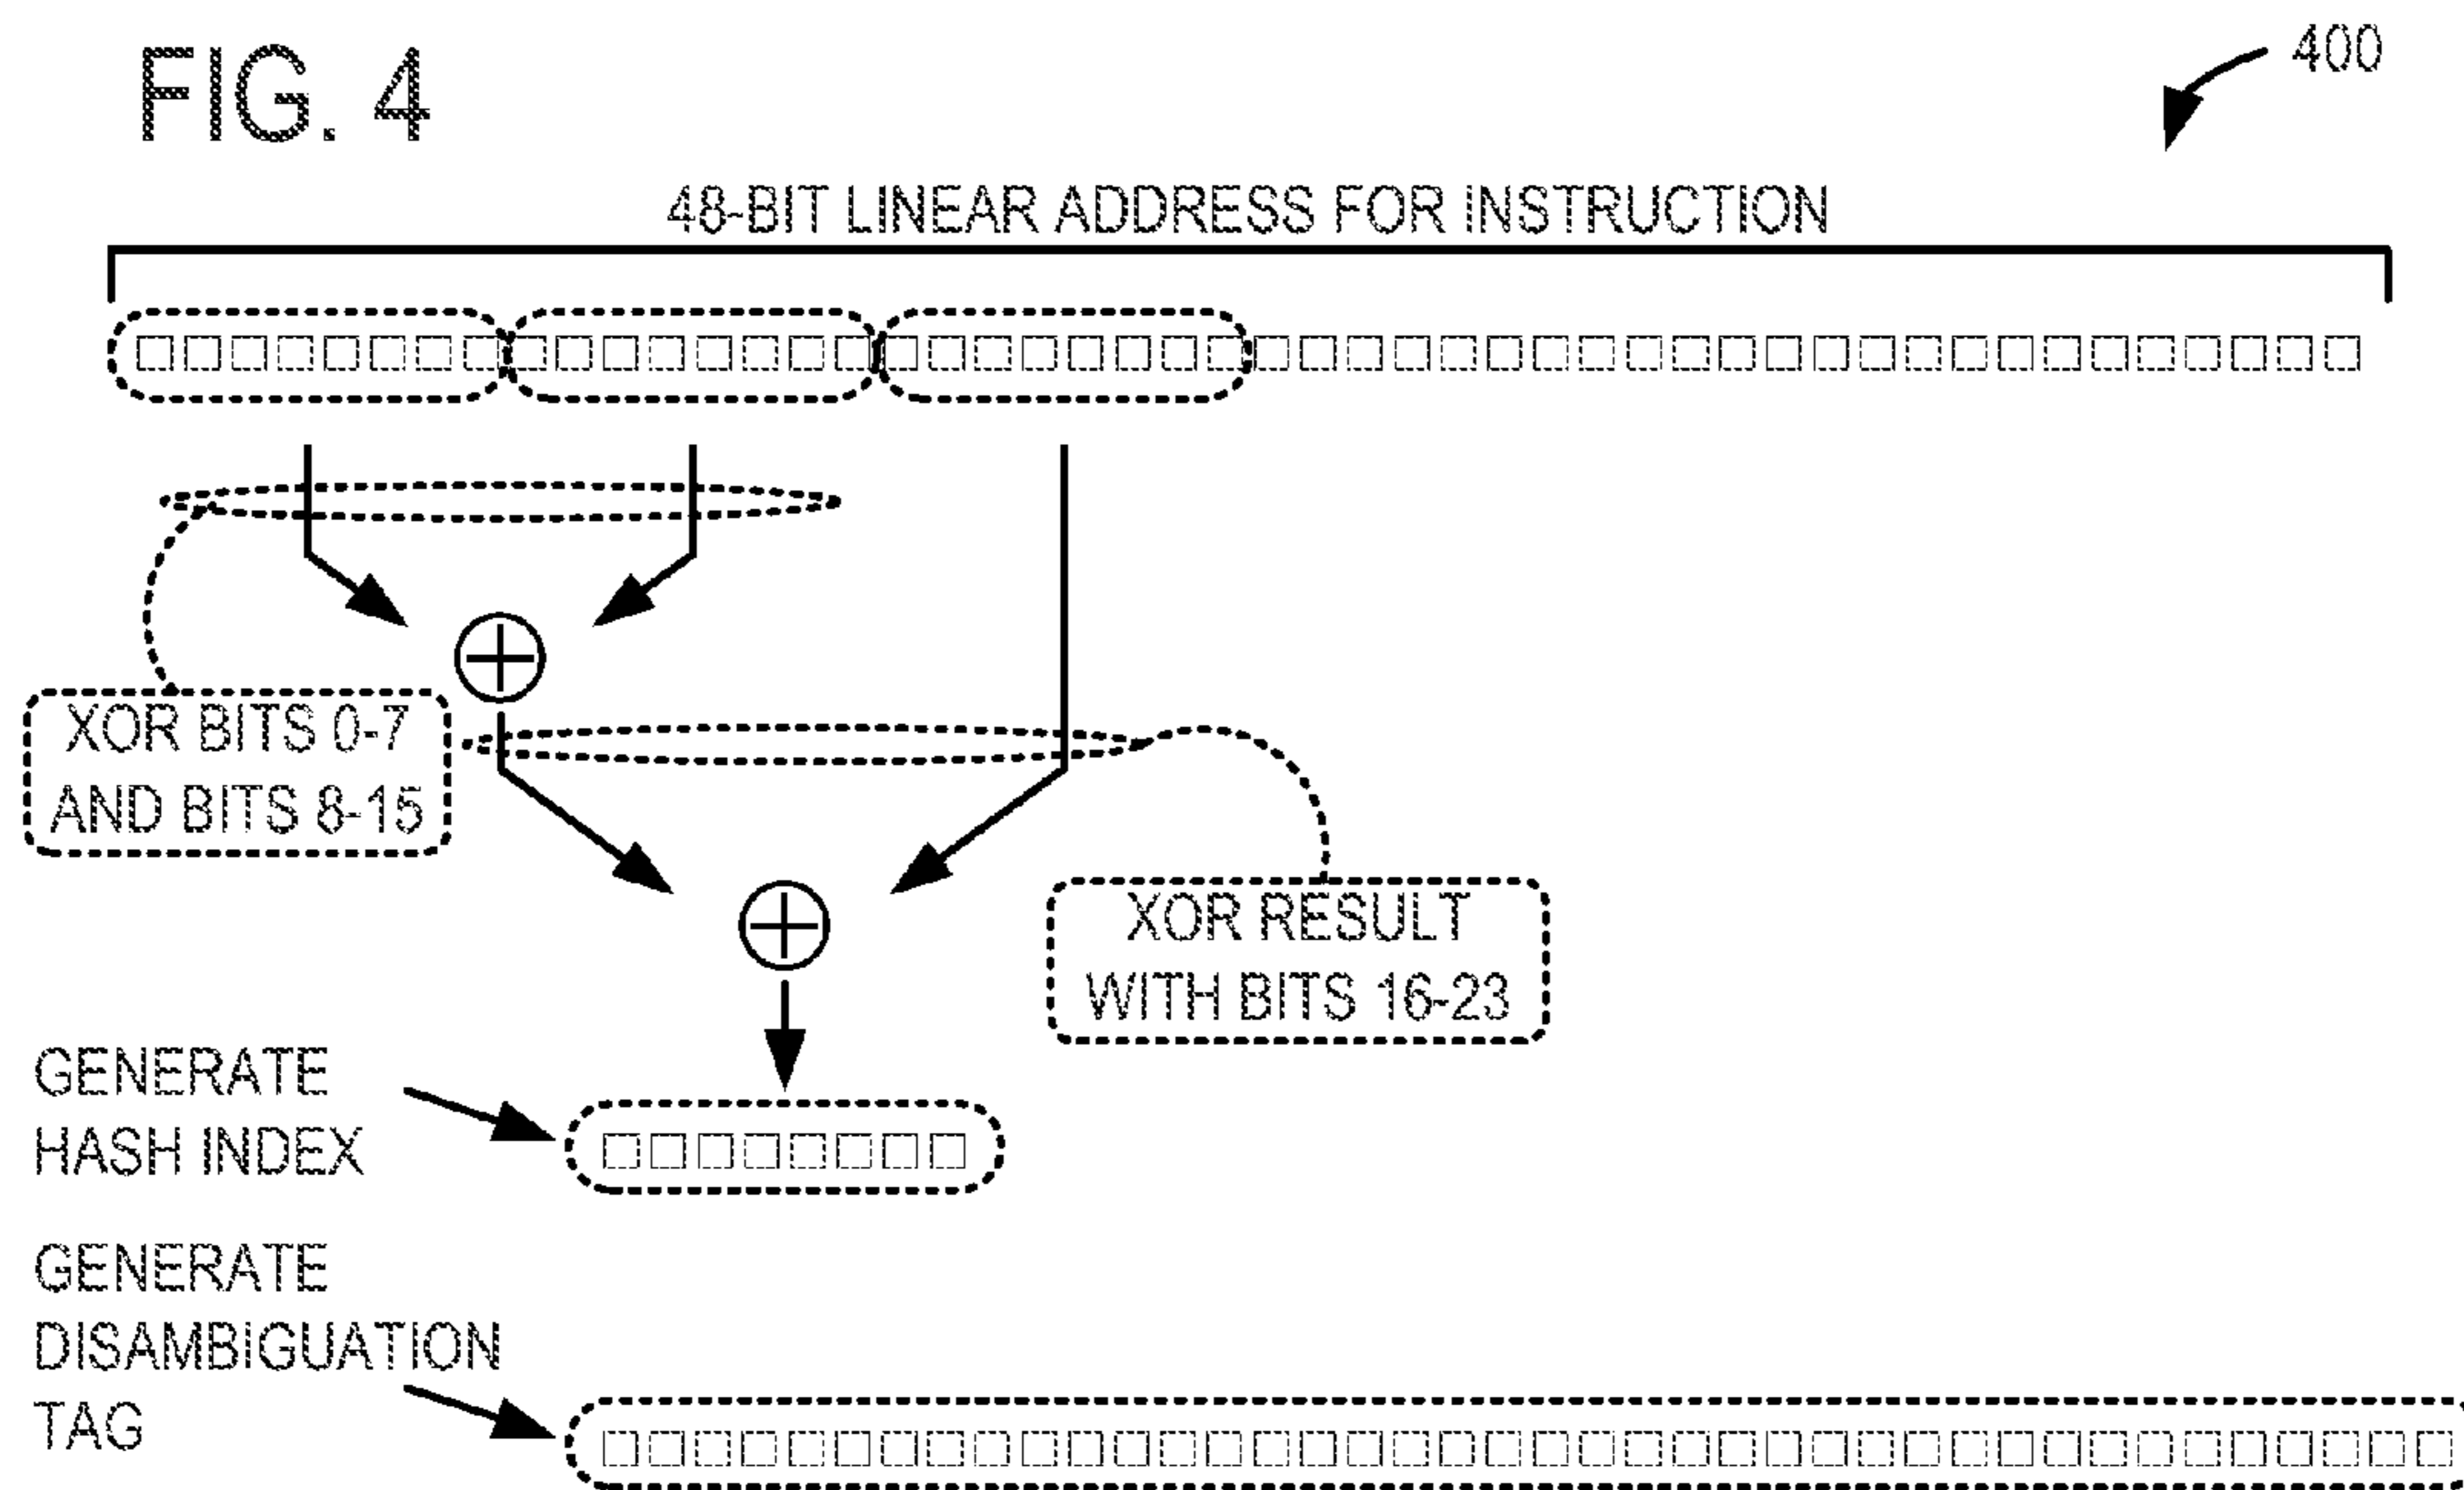 FIG. 4
400
48-BIT LINEAR ADDRESS FOR INSTRUCTION
XOR BITS 0-7
AND BITS 8-15
XOR RESULT
WITH BITS 16-23
GENERATE
HASH INDEX
GENERATE
DISAMBIGUATION
TAG